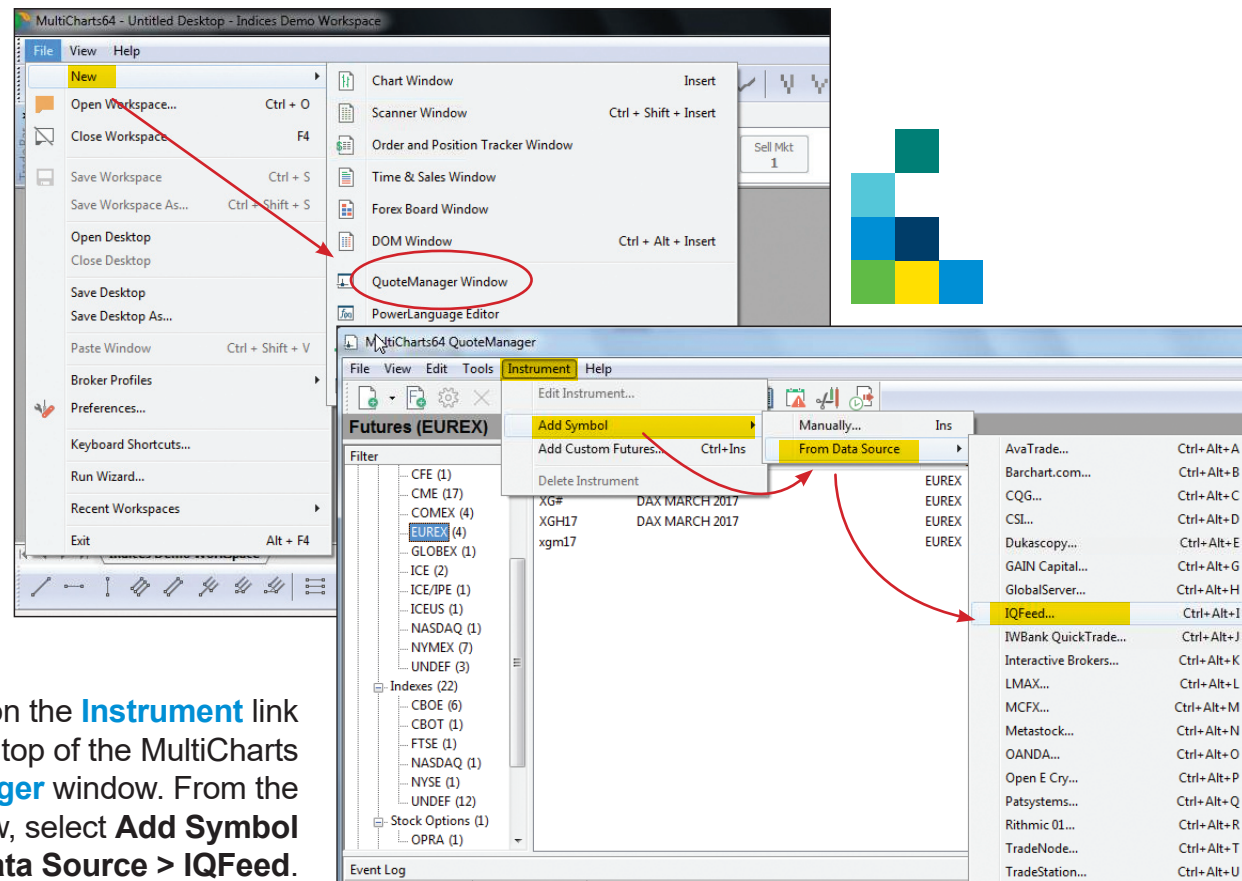 MultiCharts64 - Untitled Desktop - Indices Demo Workspace
File View Help
New
Open Workspace... Ctrl + O
Close Workspace F4
Save Workspace Ctrl + S
Save Workspace As... Ctrl + Shift + S
Open Desktop
Close Desktop
Save Desktop
Save Desktop As...
Paste Window Ctrl + Shift + V
Broker Profiles
Preferences...
Keyboard Shortcuts...
Run Wizard...
Recent Workspaces
Exit Alt + F4
Indices Demo Workspace
Chart Window Insert
Scanner Window Ctrl + Shift + Insert
Order and Position Tracker Window
Time & Sales Window
Forex Board Window
DOM Window Ctrl + Alt + Insert
QuoteManager Window
PowerLanguage Editor
Sell Mkt
1
MultiCharts64 QuoteManager
File View Edit Tools Instrument Help
Futures (EUREX)
Filter
CFE (1)
CME (17)
COMEX (4)
EUREX (4)
GLOBEX (1)
ICE (2)
ICE/IPE (1)
ICEUS (1)
NASDAQ (1)
NYMEX (7)
UNDEF (3)
Indexes (22)
CBOE (6)
CBOT (1)
FTSE (1)
NASDAQ (1)
NYSE (1)
UNDEF (12)
Stock Options (1)
OPRA (1)
Event Log
Edit Instrument...
Add Symbol
Add Custom Futures... Ctrl+Ins
Delete Instrument
Manually... Ins
From Data Source
EUREX
XG# DAX MARCH 2017 EUREX
XGH17 DAX MARCH 2017 EUREX
xgm17 EUREX
AvaTrade... Ctrl+Alt+A
Barchart.com... Ctrl+Alt+B
CQG... Ctrl+Alt+C
CSI... Ctrl+Alt+D
Dukascopy... Ctrl+Alt+E
GAIN Capital... Ctrl+Alt+G
GlobalServer... Ctrl+Alt+H
IQFeed... Ctrl+Alt+I
IWBank QuickTrade... Ctrl+Alt+J
Interactive Brokers... Ctrl+Alt+K
LMAX... Ctrl+Alt+L
MCFX... Ctrl+Alt+M
Metastock... Ctrl+Alt+N
OANDA... Ctrl+Alt+O
Open E Cry... Ctrl+Alt+P
Patsystems... Ctrl+Alt+Q
Rithmic 01... Ctrl+Alt+R
TradeNode... Ctrl+Alt+T
TradeStation... Ctrl+Alt+U
on the Instrument link
top of the MultiCharts
ger window. From the
w, select Add Symbol
ata Source > IQFeed.